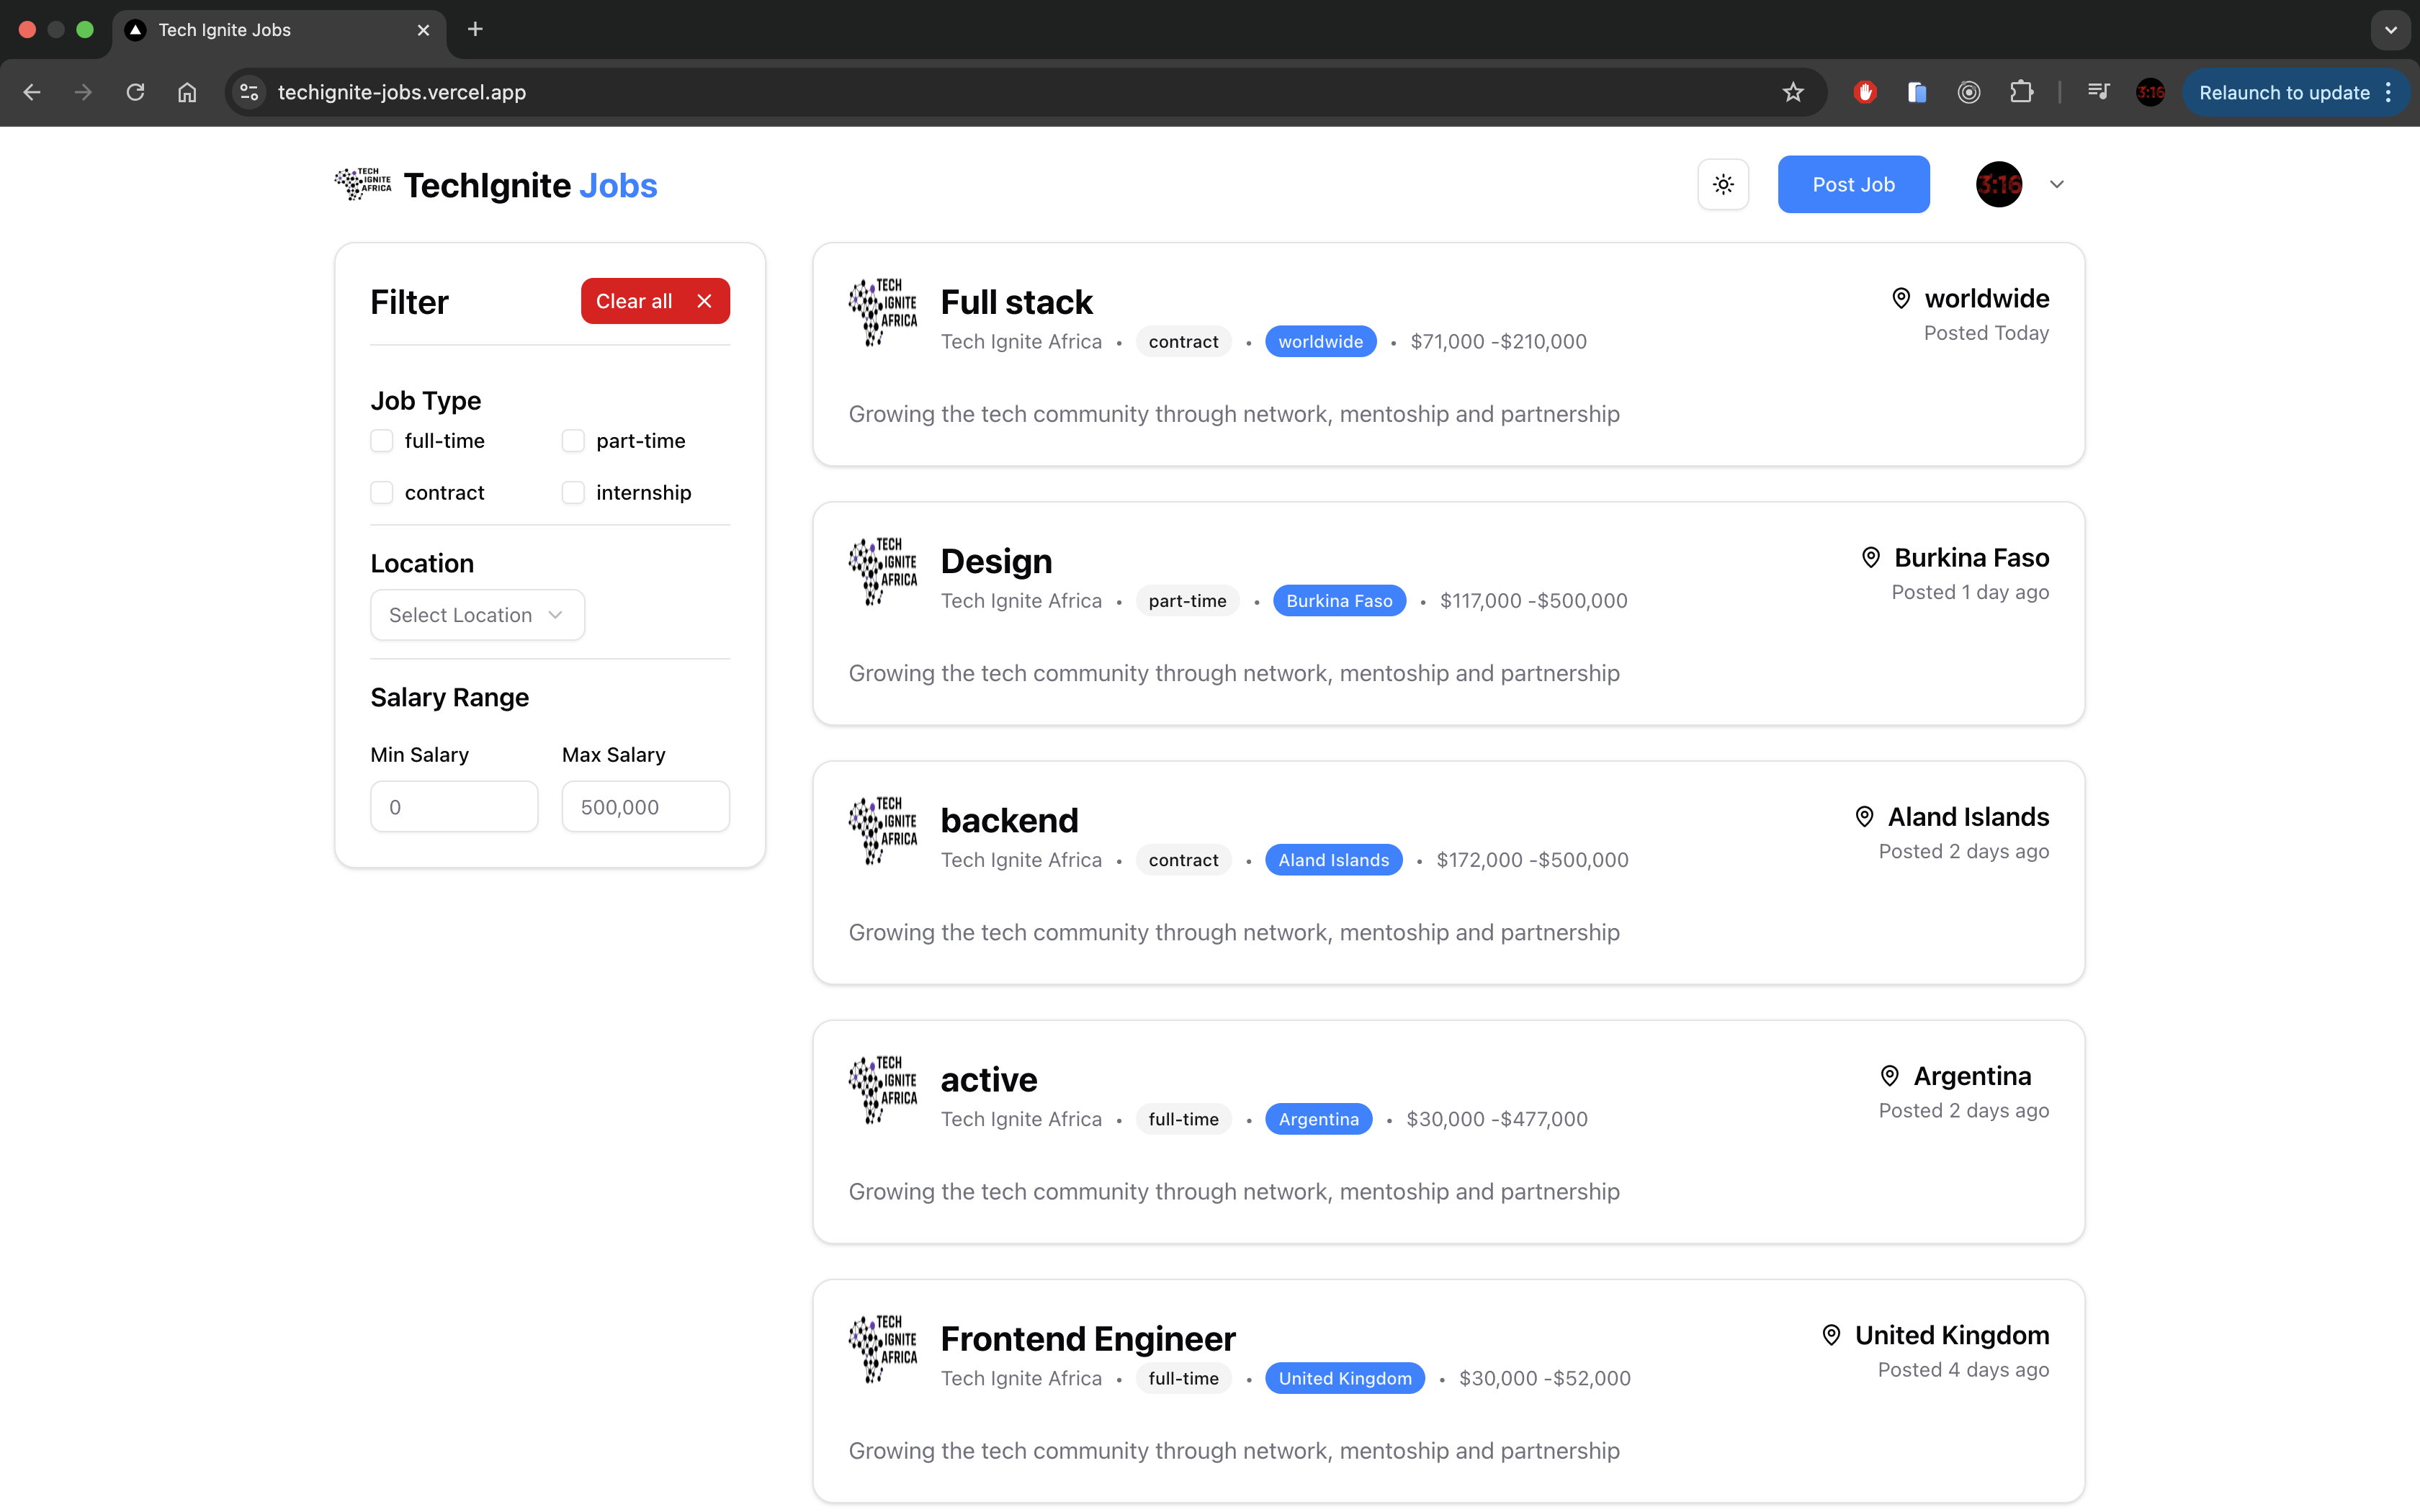 Tech Ignite Jobs
techignite-jobs.vercel.app
3:16
Relaunch to update
TECH
IGNITE
AFRICA
TechIgnite Jobs
Post Job
3:16
Filter
Clear all
Job Type
full-time
part-time
contract
internship
Location
Select Location
Salary Range
Min Salary
Max Salary
0
500,000
TECH
IGNITE
AFRICA
Full stack
Tech Ignite Africa • contract • worldwide • $71,000 -$210,000
worldwide
Posted Today
Growing the tech community through network, mentoship and partnership
TECH
IGNITE
AFRICA
Design
Tech Ignite Africa • part-time • Burkina Faso • $117,000 -$500,000
Burkina Faso
Posted 1 day ago
Growing the tech community through network, mentoship and partnership
TECH
IGNITE
AFRICA
backend
Tech Ignite Africa • contract • Aland Islands • $172,000 -$500,000
Aland Islands
Posted 2 days ago
Growing the tech community through network, mentoship and partnership
TECH
IGNITE
AFRICA
active
Tech Ignite Africa • full-time • Argentina • $30,000 -$477,000
Argentina
Posted 2 days ago
Growing the tech community through network, mentoship and partnership
TECH
IGNITE
AFRICA
Frontend Engineer
Tech Ignite Africa • full-time • United Kingdom • $30,000 -$52,000
United Kingdom
Posted 4 days ago
Growing the tech community through network, mentoship and partnership